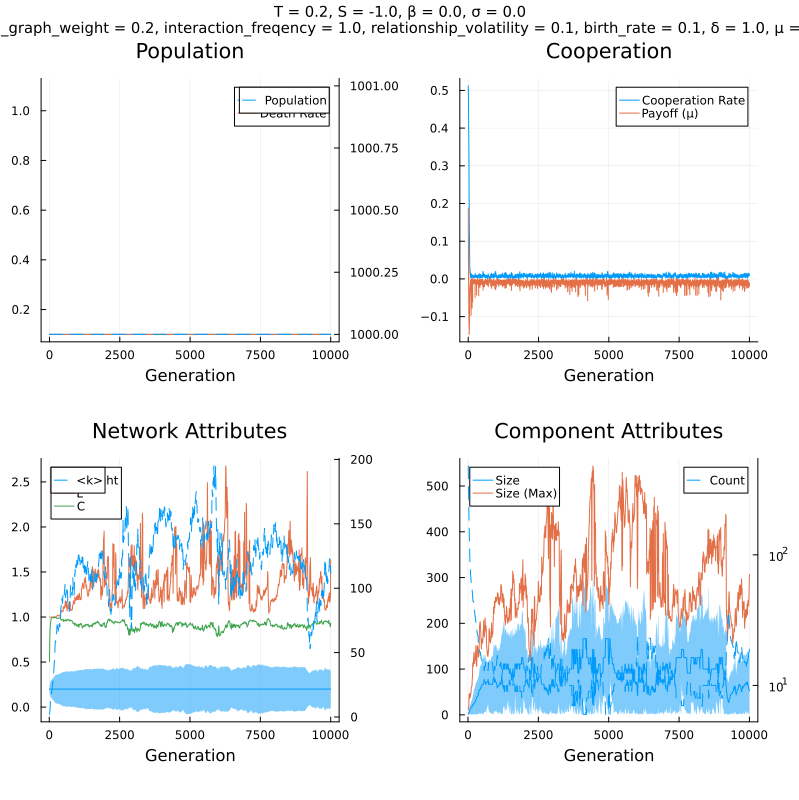 T = 0.2, S = -1.0, β = 0.0, σ = 0.0
_graph_weight = 0.2, interaction_freqency = 1.0, relationship_volatility = 0.1, birth_rate = 0.1, δ = 1.0, μ =
Population
1.0
0.8
0.6
0.4
0.2
1001.00
1000.75
1000.50
1000.25
1000.00
Population
Death Rate
0 2500 5000 7500 10000
Generation
Cooperation
0.5
0.4
0.3
0.2
0.1
0.0
−0.1
Cooperation Rate
Payoff (μ)
0 2500 5000 7500 10000
Generation
Network Attributes
2.5
2.0
1.5
1.0
0.5
0.0
200
150
100
50
0
<k> ht
L
C
0 2500 5000 7500 10000
Generation
Component Attributes
500
400
300
200
100
0
10²
10¹
Size
Size (Max)
Count
0 2500 5000 7500 10000
Generation